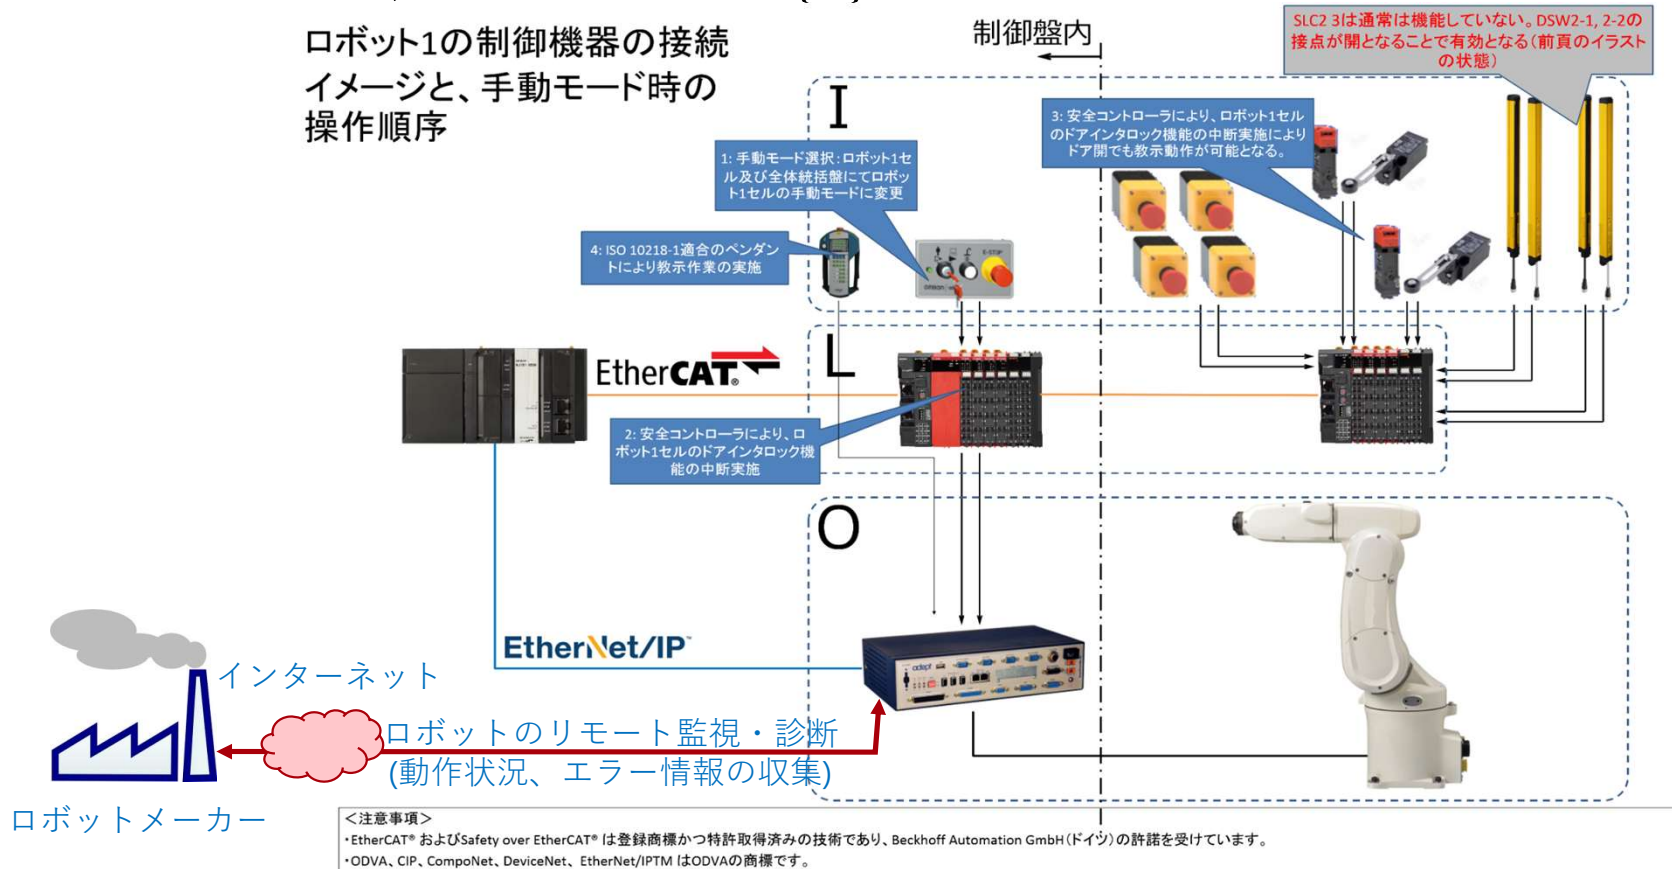 ロボット1の制御機器の接続
イメージと、手動モード時の
操作順序
制御盤内
SLC2 3は通常は機能していない。DSW2-1, 2-2の
接点が開となることで有効となる(前頁のイラスト
の状態)
I
3: 安全コントローラにより、ロボット1セル
のドアインタロック機能の中断実施により
ドア開でも教示動作が可能となる。
1: 手動モード選択:ロボット1セ
ル及び全体統括盤にてロボッ
ト1セルの手動モードに変更
4: ISO 10218-1適合のペンダン
トにより教示作業の実施
E-STOP
omron
EtherCAT®
L
2: 安全コントローラにより、ロ
ボット1セルのドアインタロック機
能の中断実施
O
EtherNet/IP™
adept
インターネット
ロボットのリモート監視・診断
(動作状況、エラー情報の収集)
ロボットメーカー
<注意事項>
・EtherCAT® およびSafety over EtherCAT® は登録商標かつ特許取得済みの技術であり、Beckhoff Automation GmbH(ドイツ)の許諾を受けています。
・ODVA、CIP、CompoNet、DeviceNet、EtherNet/IPTM はODVAの商標です。